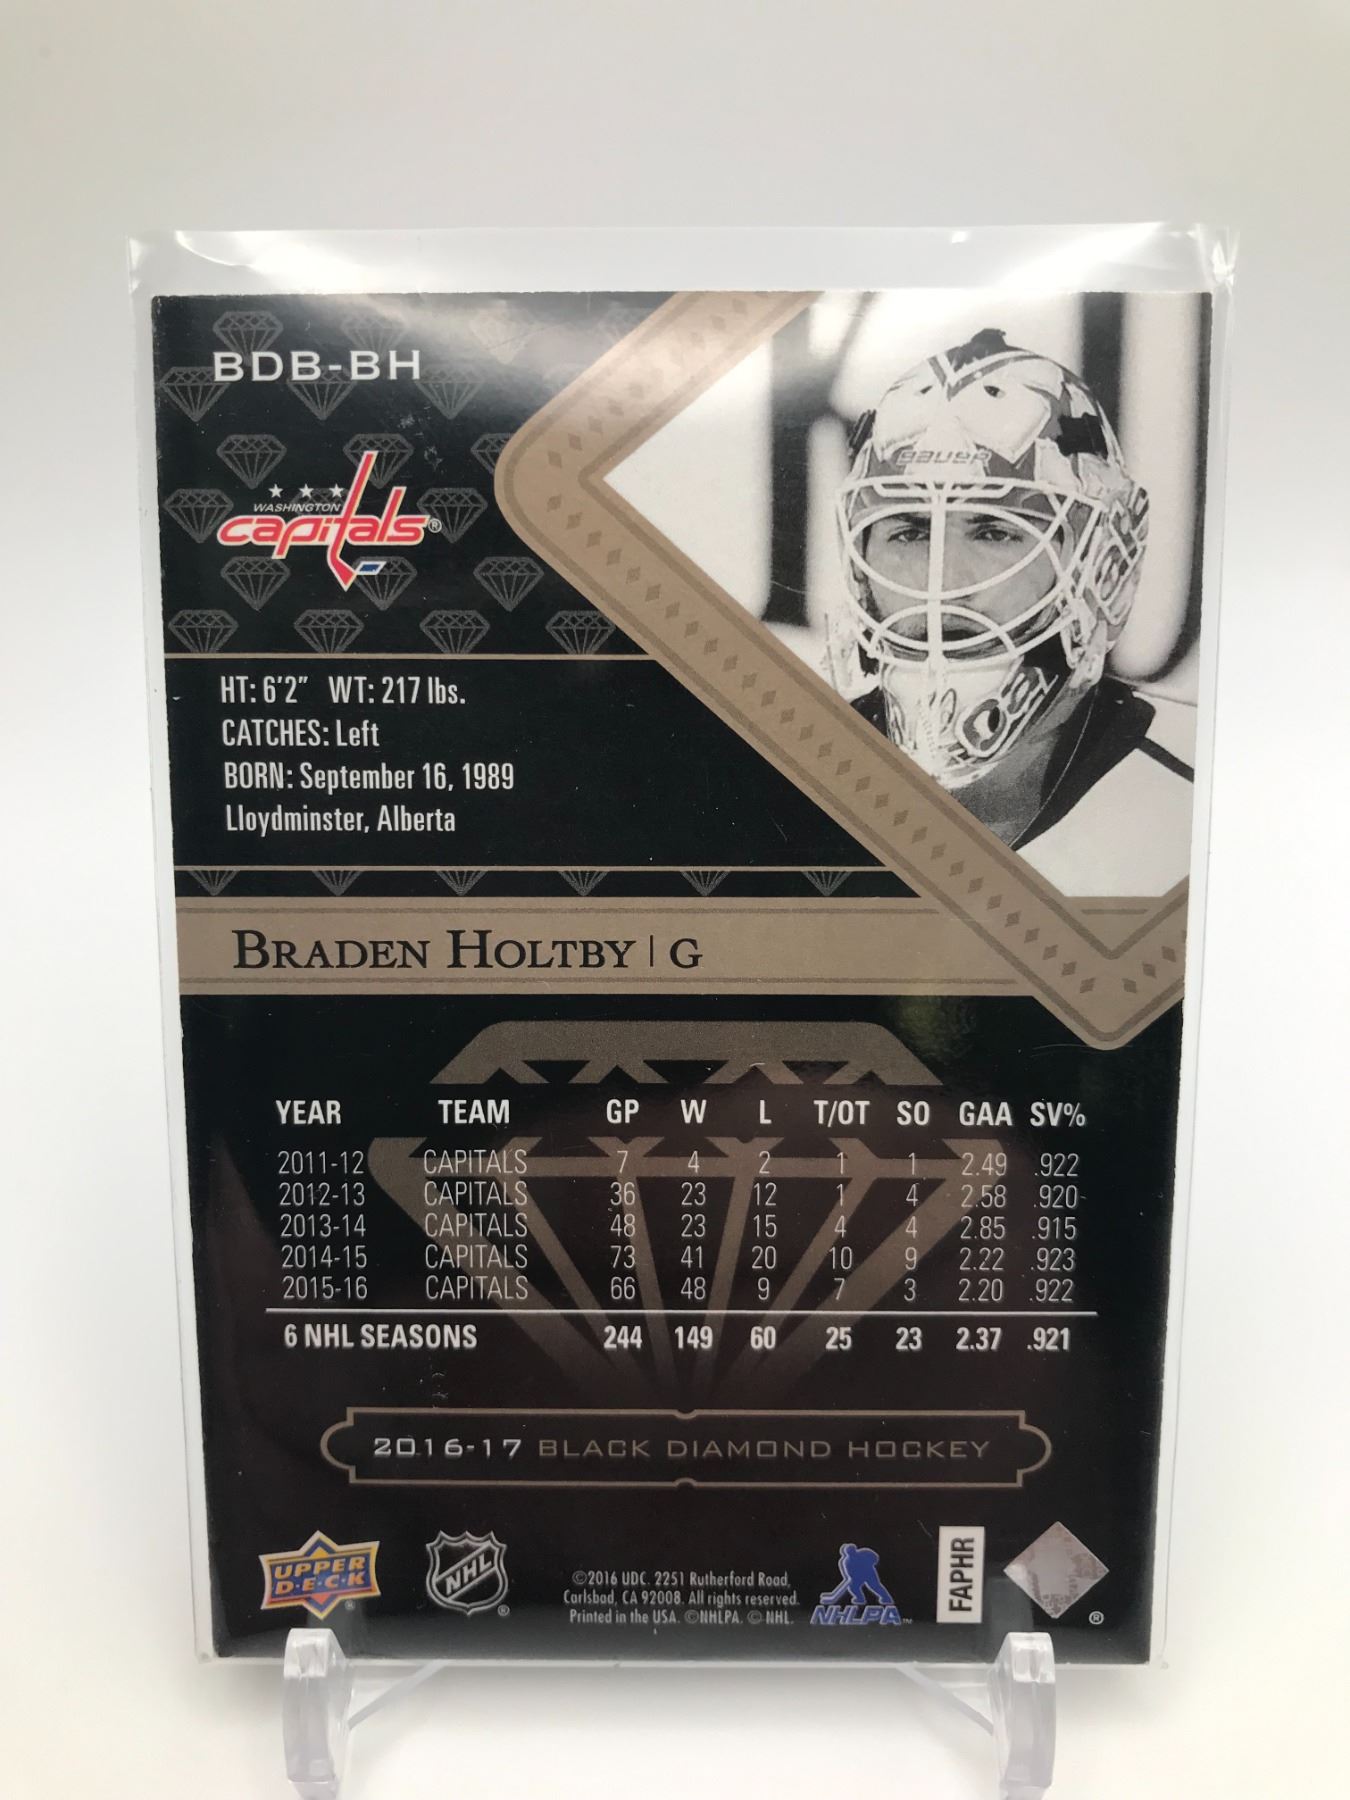 BDB-BH
BAUER
WASHINGTON
capitals®
HT: 6'2" WT: 217 lbs.
CATCHES: Left
BORN: September 16, 1989
Lloydminster, Alberta
BRADEN HOLTBY | G
YEAR TEAM GP W L T/OT SO GAA SV%
2011-12 CAPITALS 7 4 2 1 1 2.49 .922
2012-13 CAPITALS 36 23 12 1 4 2.58 .920
2013-14 CAPITALS 48 23 15 4 4 2.85 .915
2014-15 CAPITALS 73 41 20 10 9 2.22 .923
2015-16 CAPITALS 66 48 9 7 3 2.20 .922
6 NHL SEASONS 244 149 60 25 23 2.37 .921
2016-17 BLACK DIAMOND HOCKEY
UPPER
D·E·C·K®
NHL®
©2016 UDC. 2251 Rutherford Road,
Carlsbad, CA 92008. All rights reserved.
Printed in the USA. ©NHLPA. © NHL.
NHLPA™
FAPHR
®